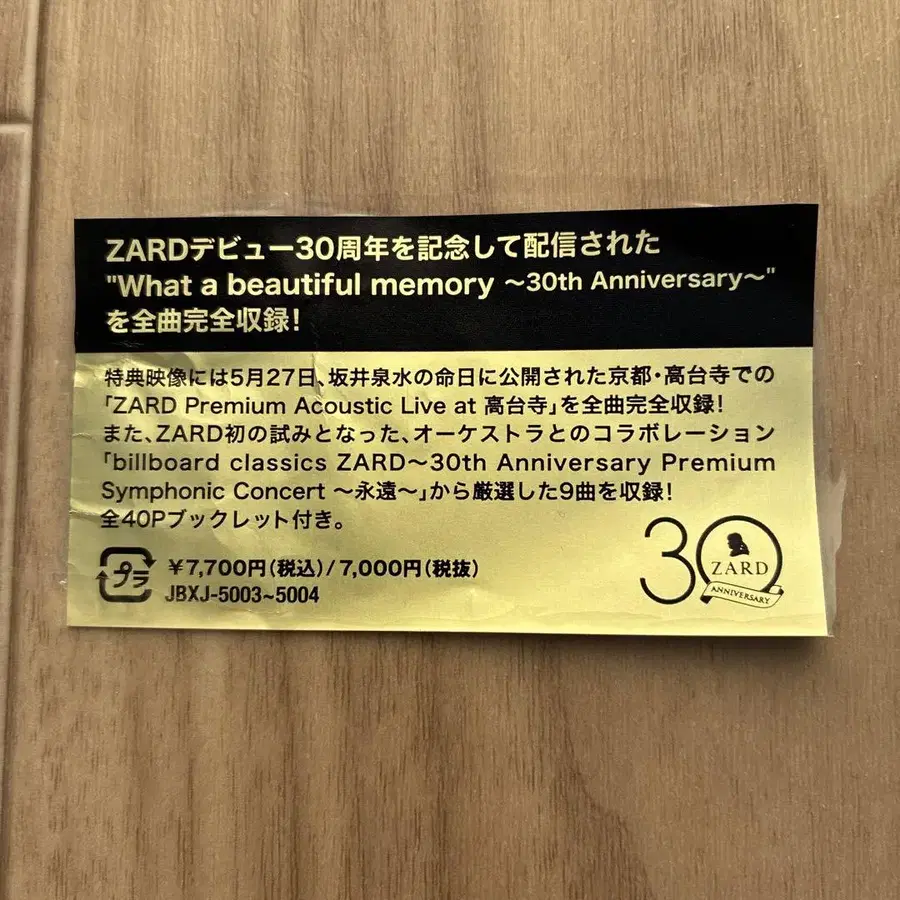 ZARDデビュー30周年を記念して配信された
"What a beautiful memory ～30th Anniversary～"
を全曲完全収録！
特典映像には5月27日、坂井泉水の命日に公開された京都・高台寺での
「ZARD Premium Acoustic Live at 高台寺」を全曲完全収録！
また、ZARD初の試みとなった、オーケストラとのコラボレーション
「billboard classics ZARD～30th Anniversary Premium
Symphonic Concert ～永遠～」から厳選した9曲を収録！
全40Pブックレット付き。
プラ
￥7,700円（税込）/7,000円（税抜）
JBXJ-5003~5004
30
ZARD
ANNIVERSARY